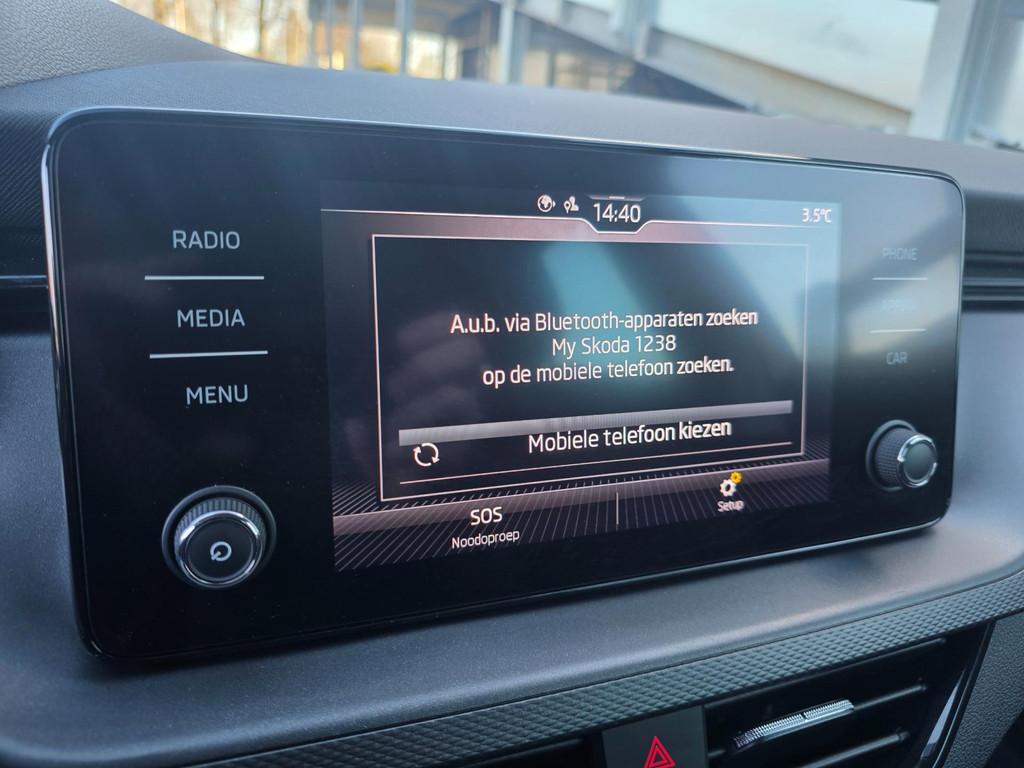 14:40
3.5°C
RADIO
MEDIA
MENU
A.u.b. via Bluetooth-apparaten zoeken
My Skoda 1238
op de mobiele telefoon zoeken.
Mobiele telefoon kiezen
SOS
Noodoproep
Setup
PHONE
CAR